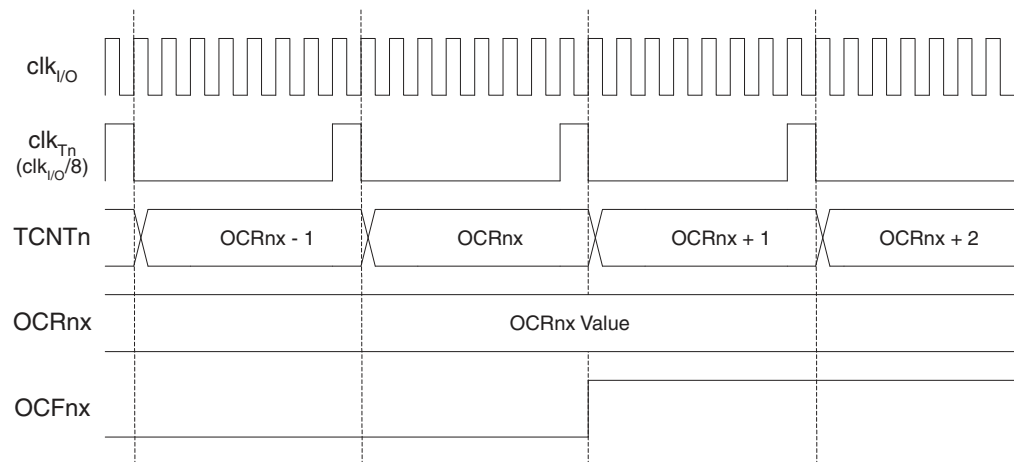 clkI/O
clkTn
(clkI/O/8)
TCNTn OCRnx - 1 OCRnx OCRnx + 1 OCRnx + 2
OCRnx OCRnx Value
OCFnx